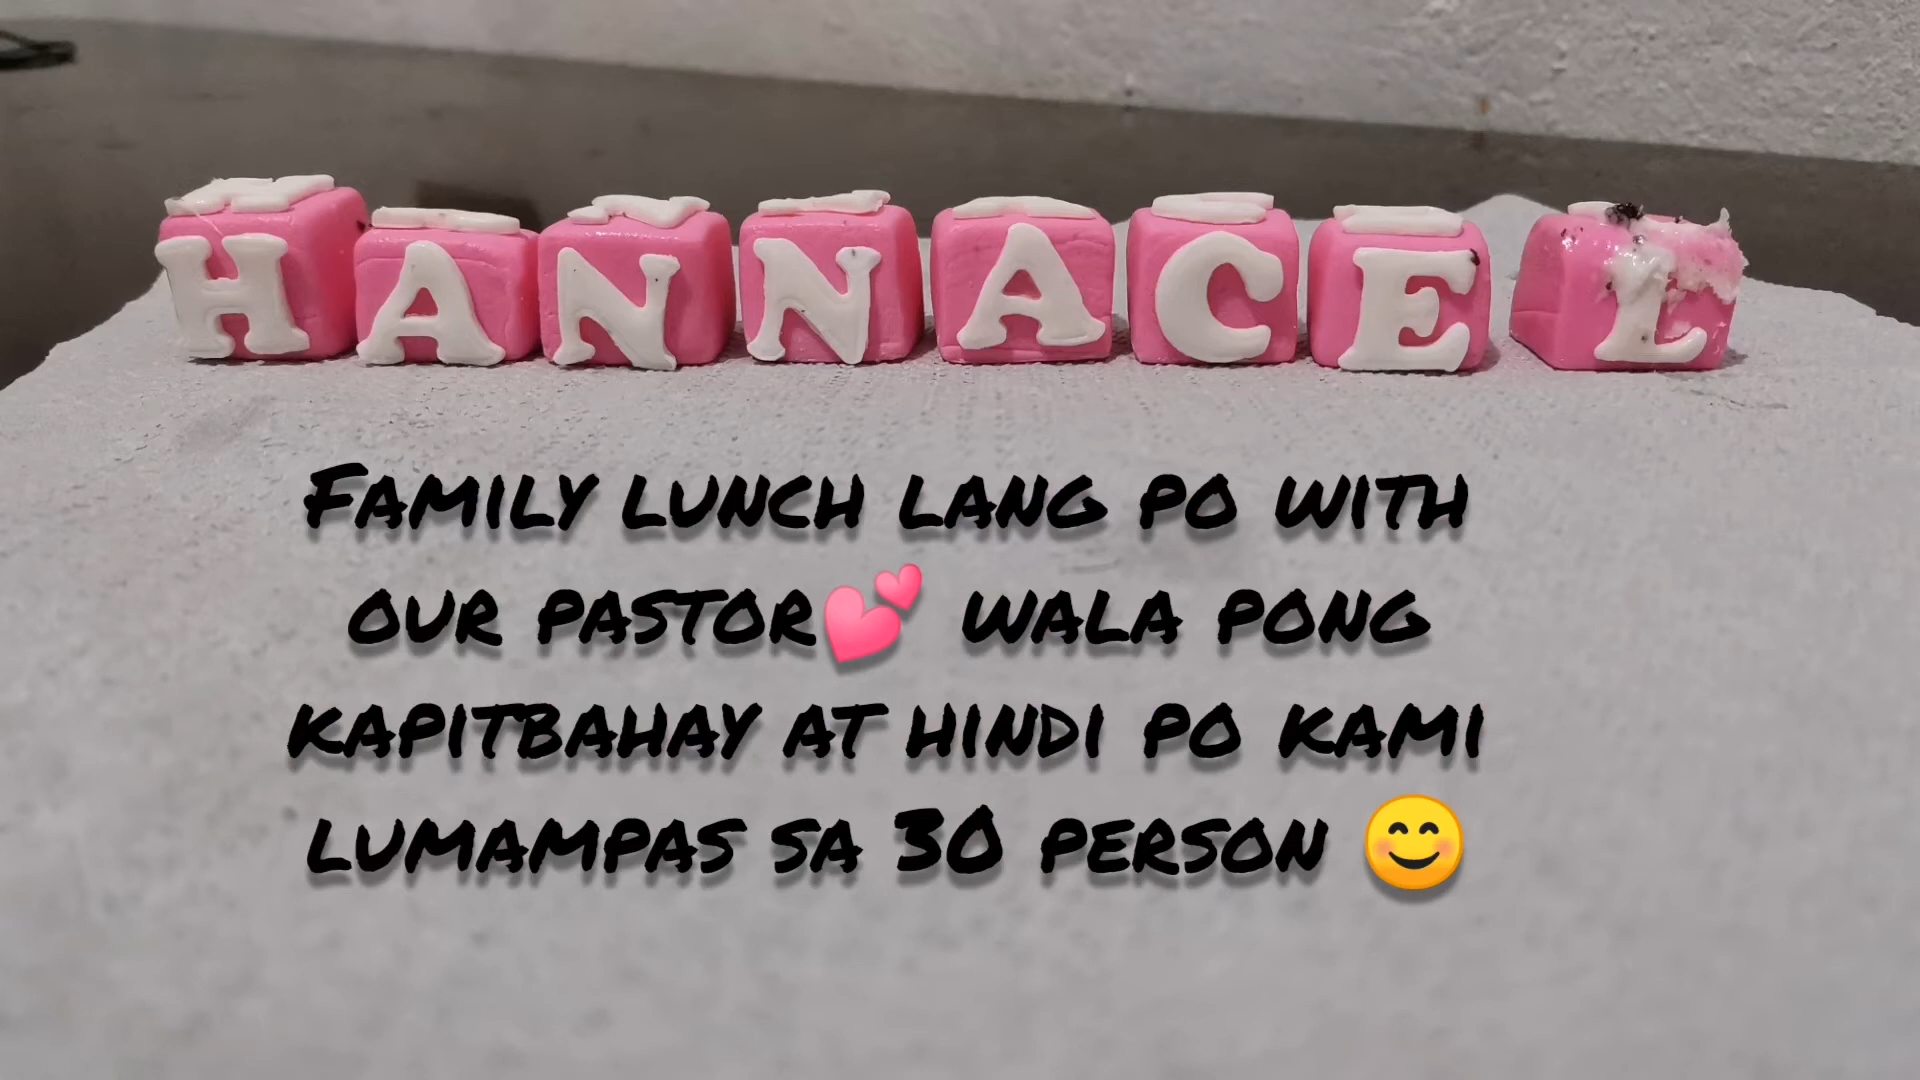 HANNACEL
FAMILY LUNCH LANG PO WITH
OUR PASTOR💕 WALA PONG
KAPITBAHAY AT HINDI PO KAMI
LUMAMPAS SA 30 PERSON 😊